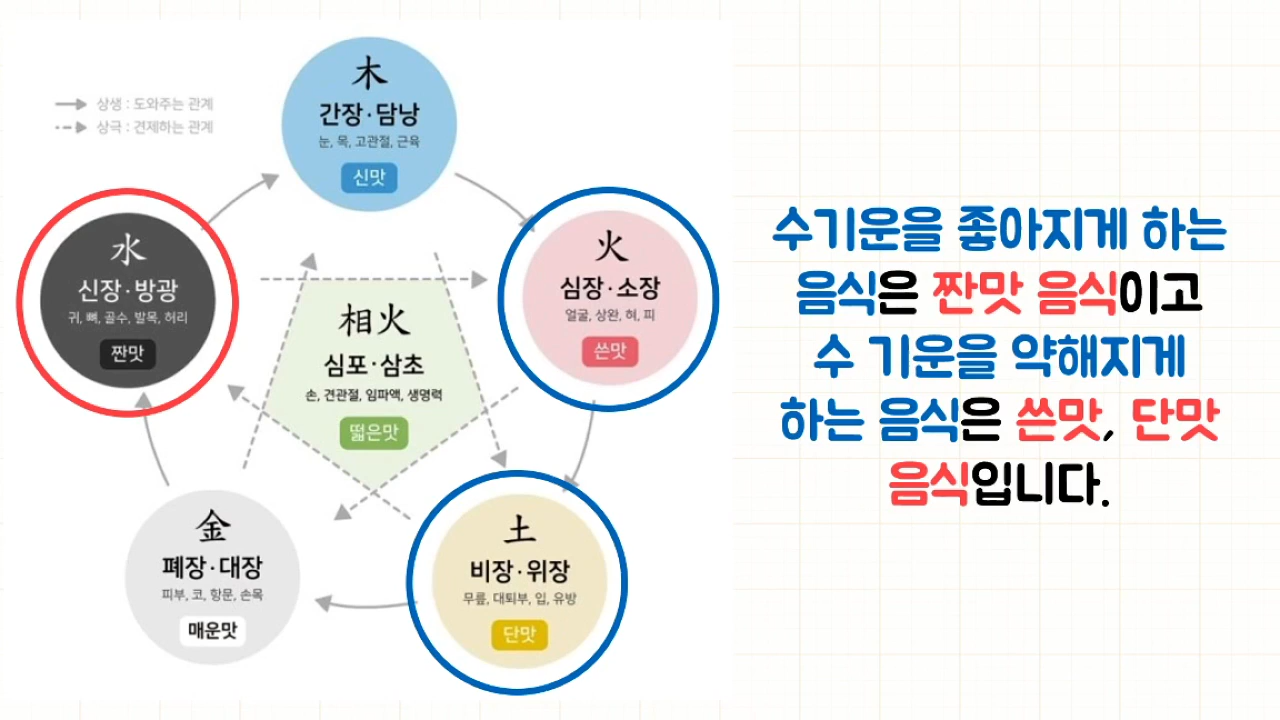 木
간장·담낭
눈, 목, 고관절, 근육
신맛
상생 : 도와주는 관계
상극 : 견제하는 관계
水
신장·방광
귀, 뼈, 골수, 발목, 허리
짠맛
火
심장·소장
얼굴, 상완, 혀, 피
쓴맛
相火
심포·삼초
손, 견관절, 임파액, 생명력
떫은맛
金
폐장·대장
피부, 코, 항문, 손목
매운맛
土
비장·위장
무릎, 대퇴부, 입, 유방
단맛
수기운을 좋아지게 하는
음식은 짠맛 음식이고
수 기운을 약해지게
하는 음식은 쓴맛, 단맛
음식입니다.